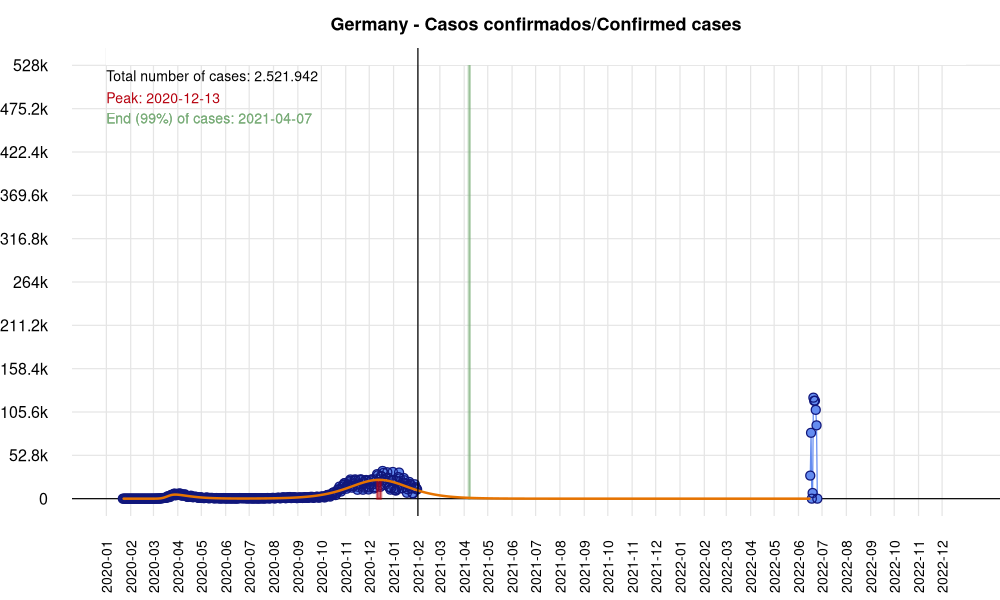 Germany - Casos confirmados/Confirmed cases
528k
Total number of cases: 2.521.942
Peak: 2020-12-13
End (99%) of cases: 2021-04-07
475.2k
422.4k
369.6k
316.8k
264k
211.2k
158.4k
105.6k
52.8k
0
2020-01
2020-02
2020-03
2020-04
2020-05
2020-06
2020-07
2020-08
2020-09
2020-10
2020-11
2020-12
2021-01
2021-02
2021-03
2021-04
2021-05
2021-06
2021-07
2021-08
2021-09
2021-10
2021-11
2021-12
2022-01
2022-02
2022-03
2022-04
2022-05
2022-06
2022-07
2022-08
2022-09
2022-10
2022-11
2022-12